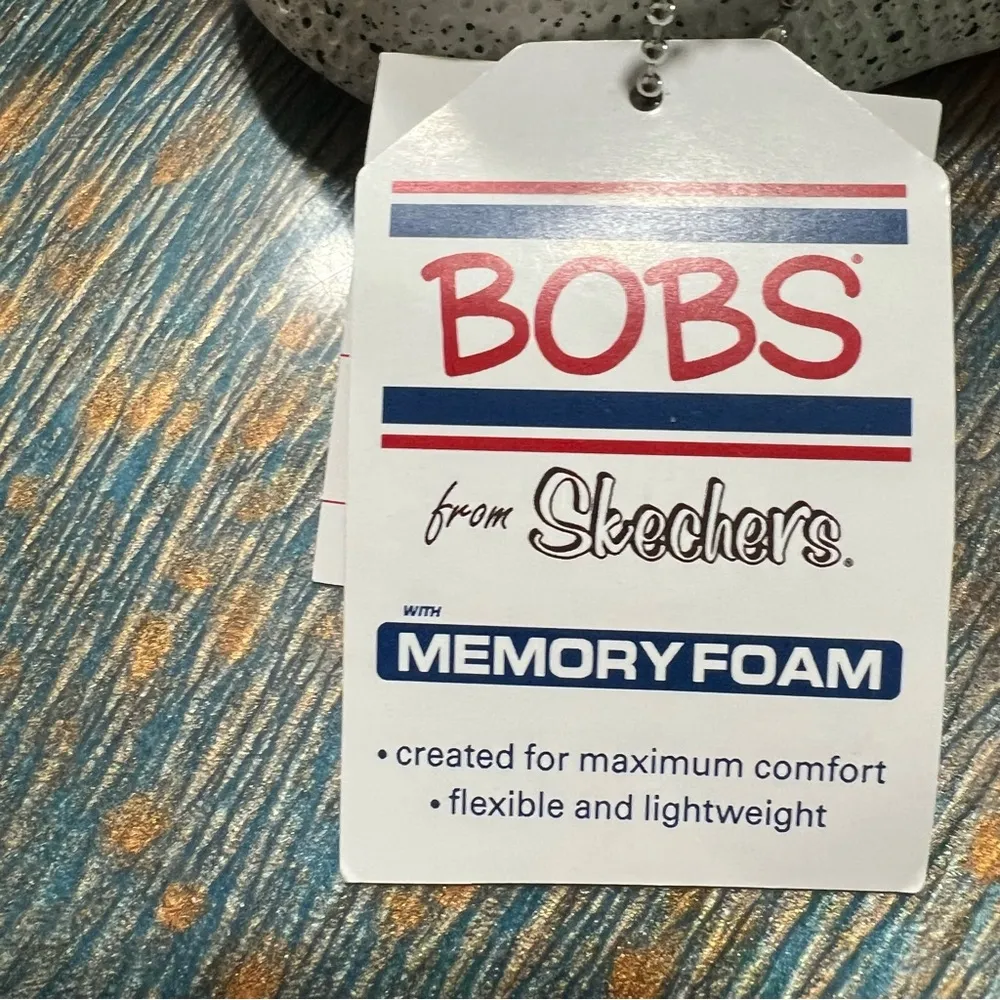 BOBS®
from Skechers®
WITH
MEMORY FOAM
• created for maximum comfort
• flexible and lightweight